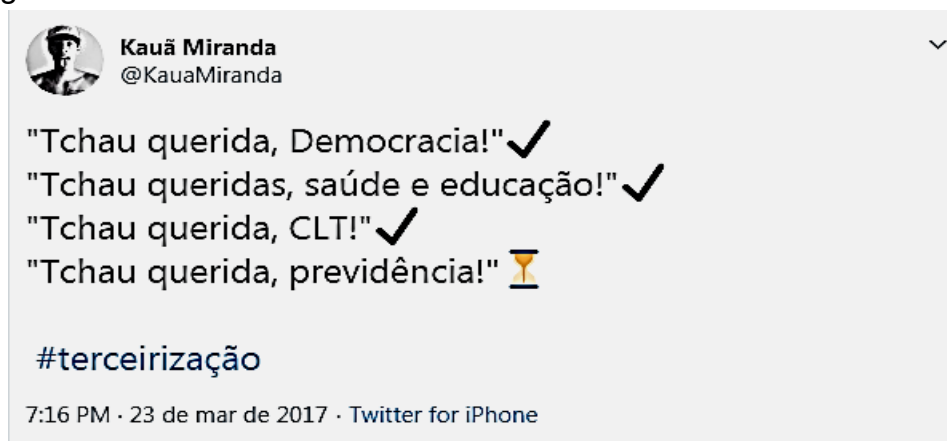 Kauã Miranda
@KauaMiranda
"Tchau querida, Democracia!"✔
"Tchau queridas, saúde e educação!"✔
"Tchau querida, CLT!"✔
"Tchau querida, previdência!"⏳
#terceirização
7:16 PM · 23 de mar de 2017 · Twitter for iPhone